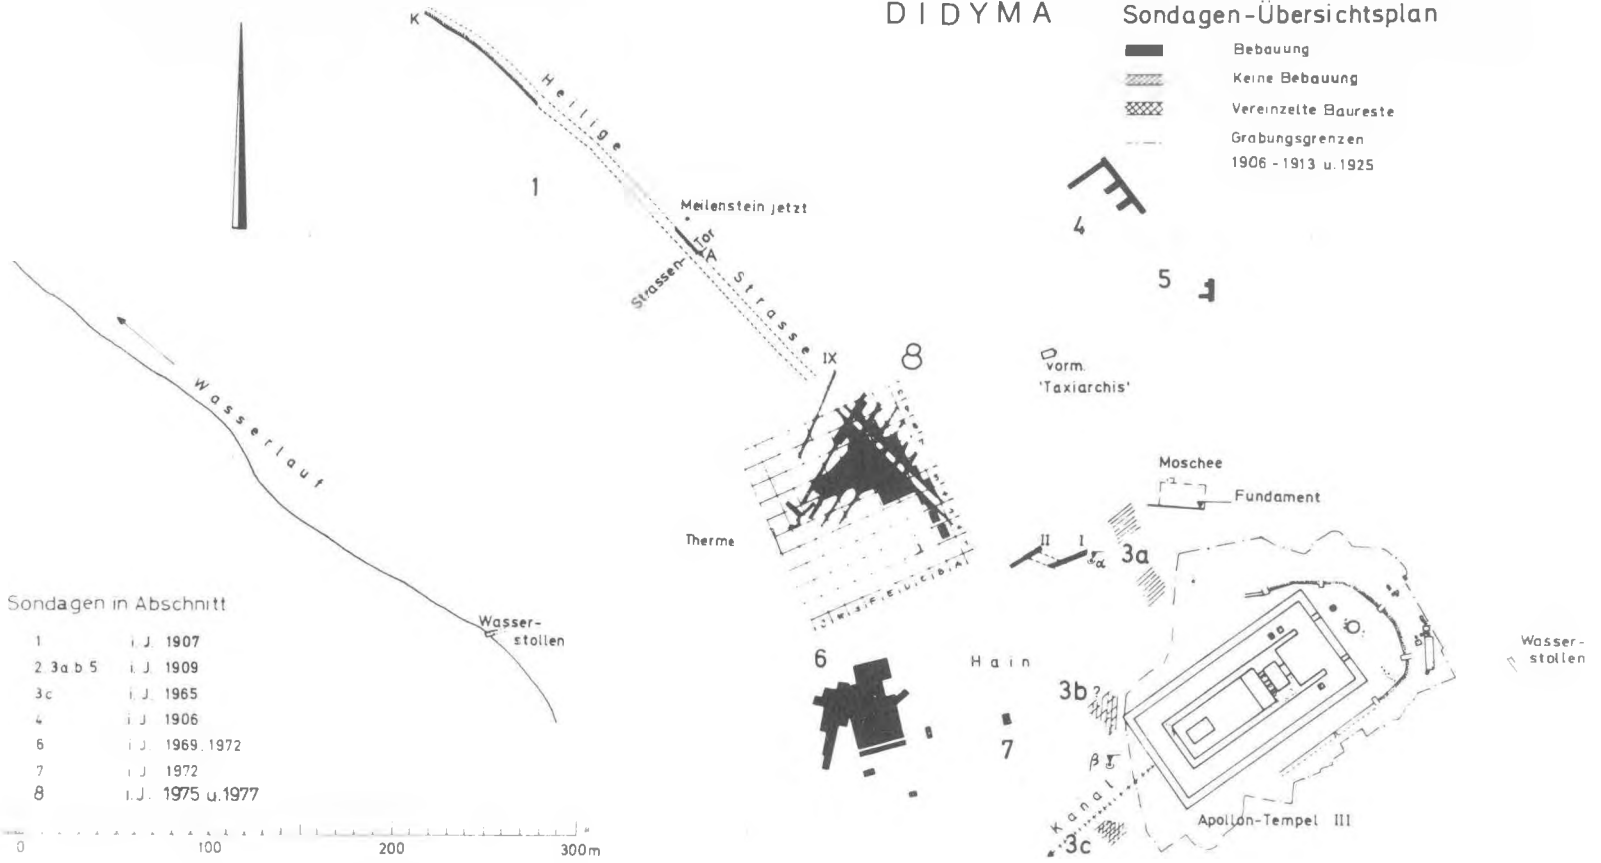 DIDYMA
Sondagen-Übersichtsplan
Bebauung
Keine Bebauung
Vereinzelte Baureste
Grabungsgrenzen
1906 - 1913 u. 1925
K
Heilige
1
Meilenstein jetzt
Tor
A
Strassen-
Strasse
4
5
IX
8
vorm.
'Taxiarchis'
Wasserlauf
Moschee
Fundament
Therme
II
I
α
3a
Sondagen in Abschnitt
1 i. J. 1907
2. 3a b. 5 i. J. 1909
3c i. J. 1965
4 i. J. 1906
6 i. J. 1969. 1972
7 i. J. 1972
8 i. J. 1975 u. 1977
Wasser-
stollen
6
Hain
3b ?
7
β
Kanal
3c
Apollon-Tempel III
Wasser-
stollen
0 100 200 300m